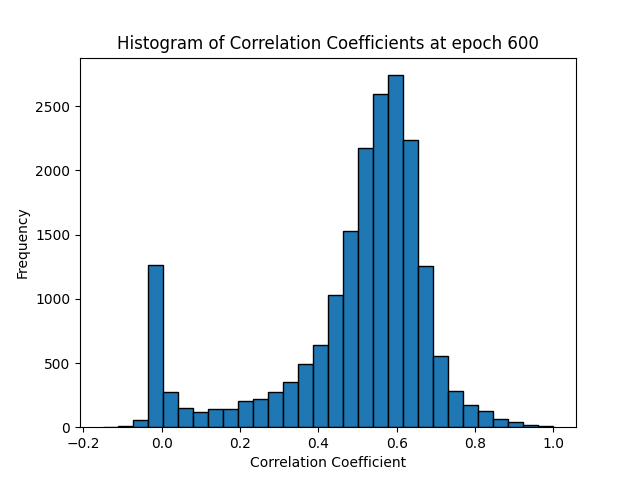 Histogram of Correlation Coefficients at epoch 600
Frequency
2500
2000
1500
1000
500
0
−0.2 0.0 0.2 0.4 0.6 0.8 1.0
Correlation Coefficient